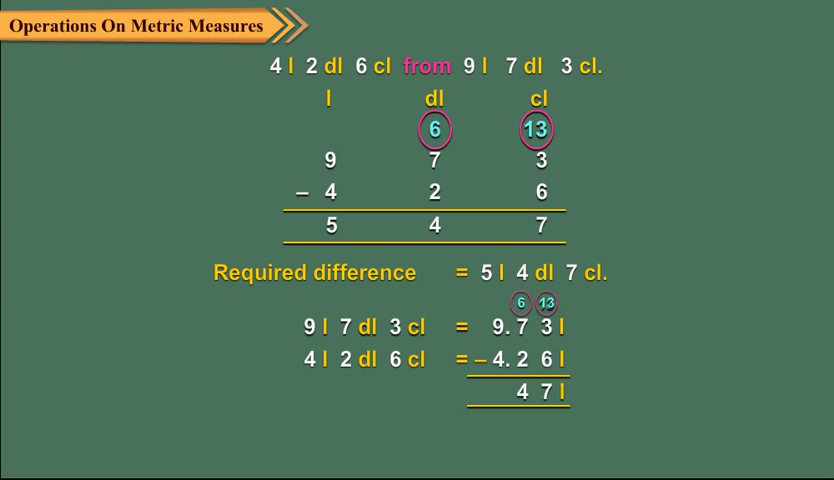 Operations On Metric Measures
4 l 2 dl 6 cl from 9 l 7 dl 3 cl.
l dl cl
6 13
9 7 3
– 4 2 6
5 4 7
Required difference = 5 l 4 dl 7 cl.
6 13
9 l 7 dl 3 cl = 9. 7 3 l
4 l 2 dl 6 cl = – 4. 2 6 l
4 7 l